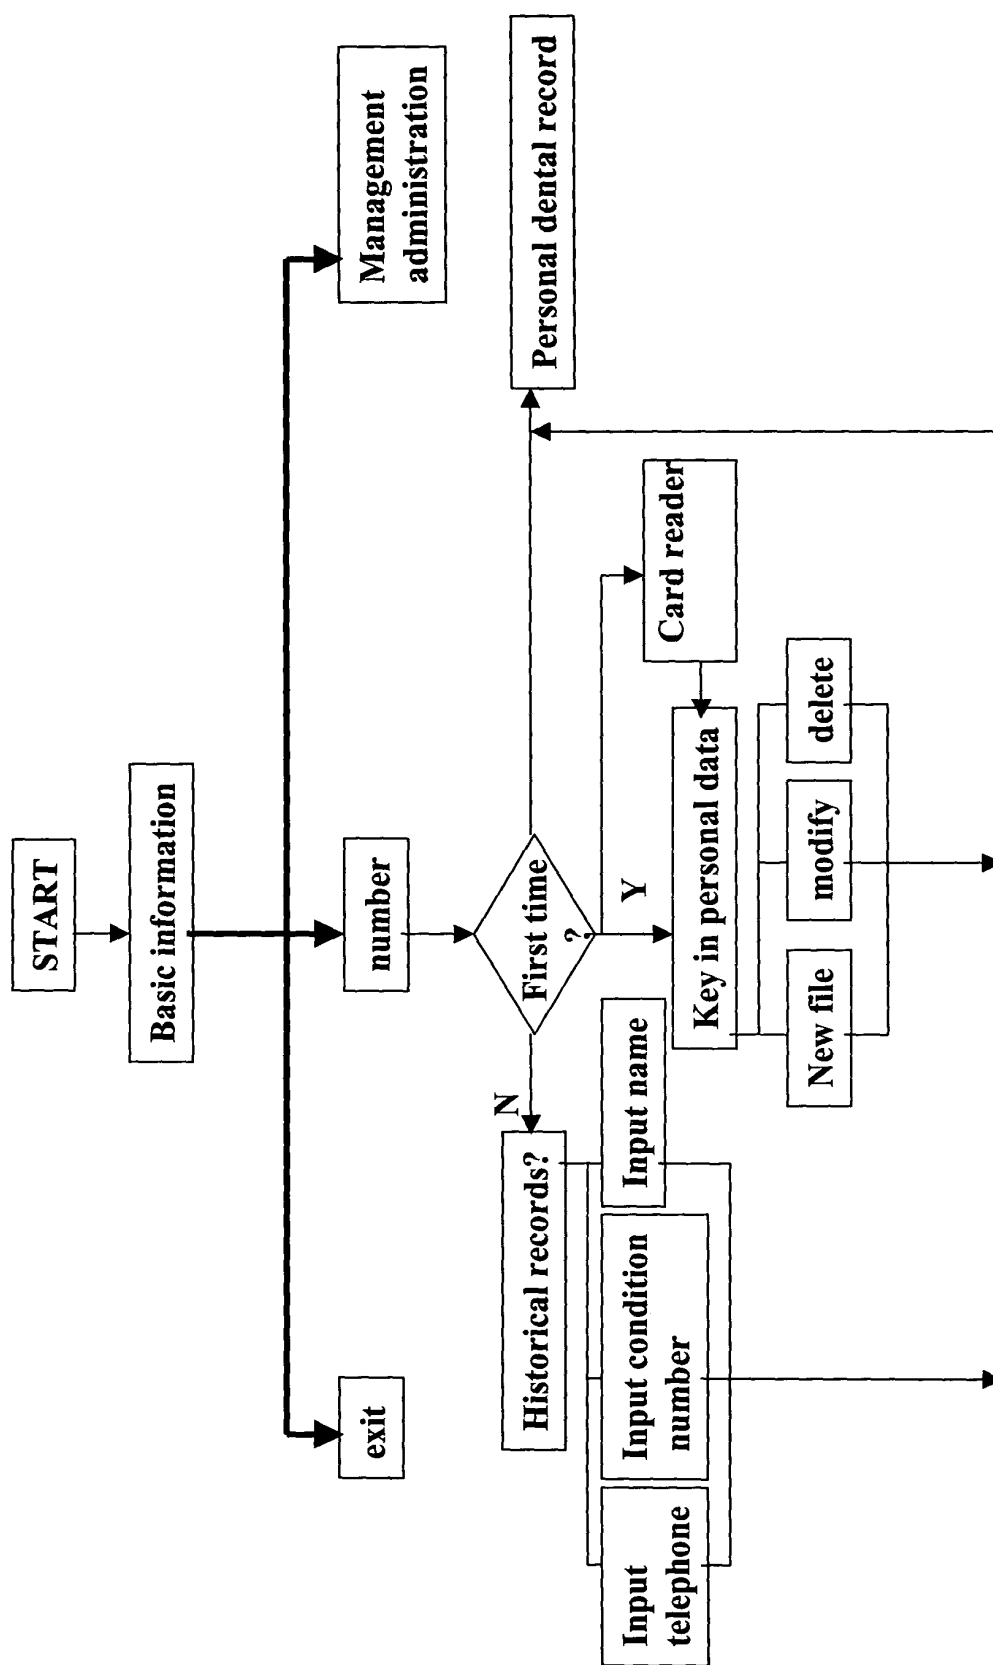 START
Basic information
exit
number
Management
administration
First time
?
N
Y
Historical records?
Personal dental record
Input
telephone
Input condition
number
Input name
Key in personal data
Card reader
New file
modify
delete